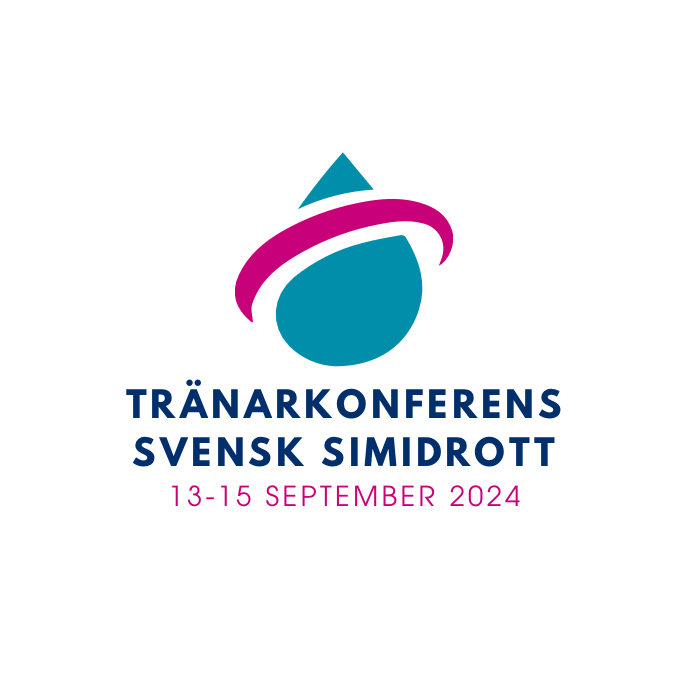 TRÄNARKONFERENS
SVENSK SIMIDROTT
13-15 SEPTEMBER 2024